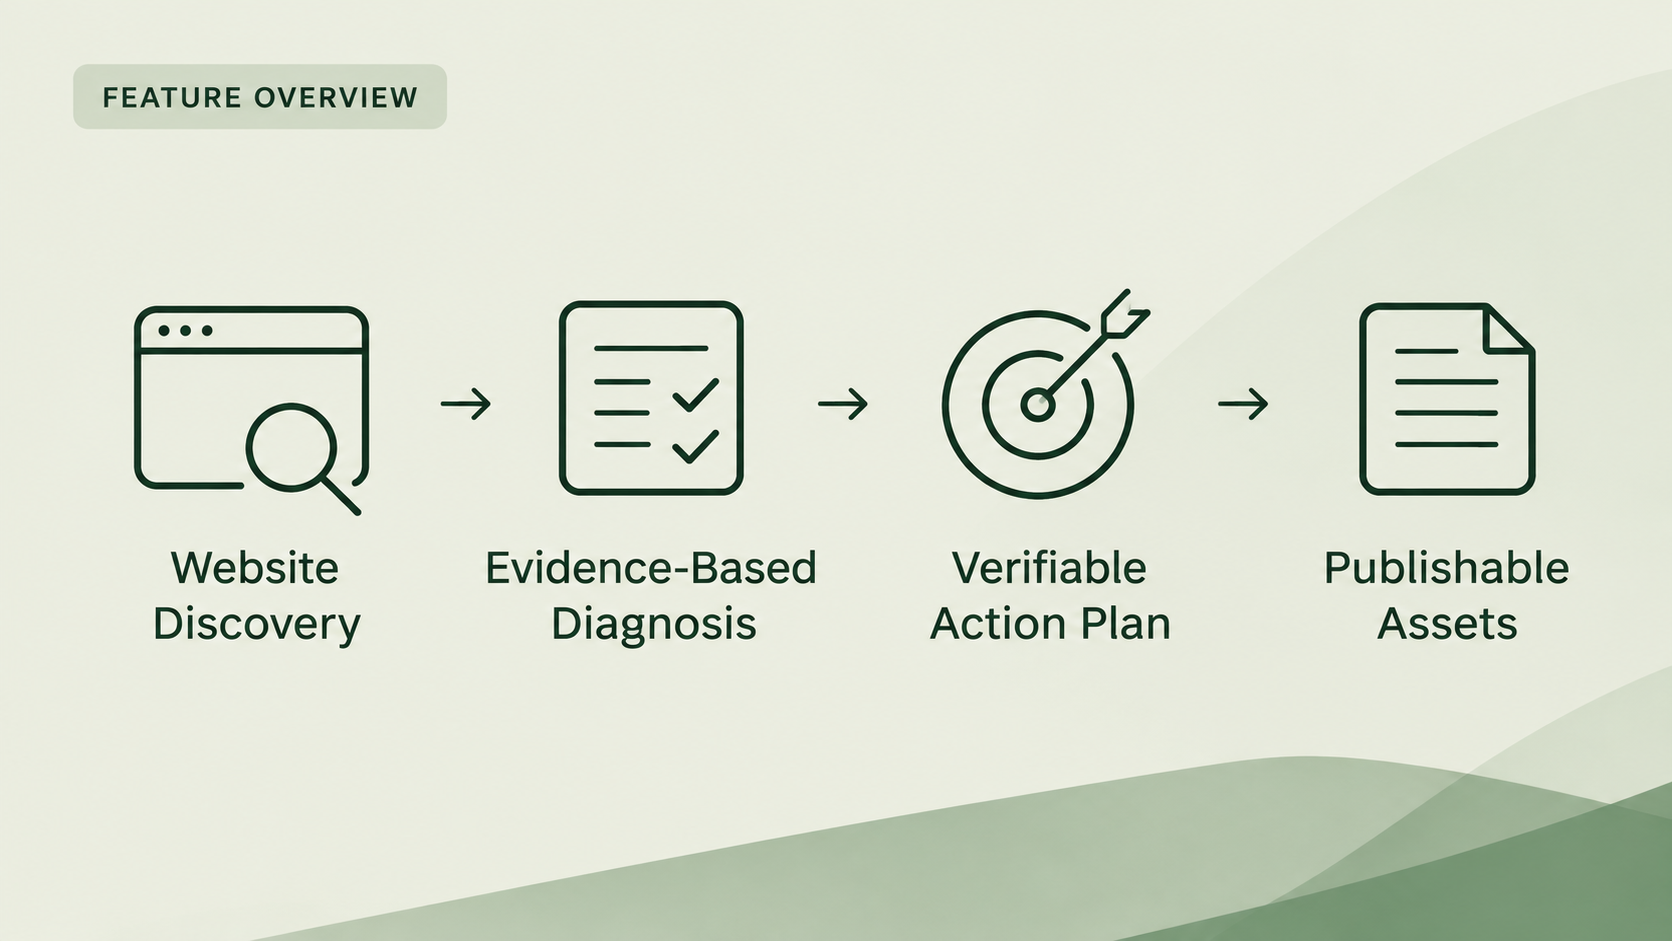 FEATURE OVERVIEW
Website
Discovery
Evidence-Based
Diagnosis
Verifiable
Action Plan
Publishable
Assets